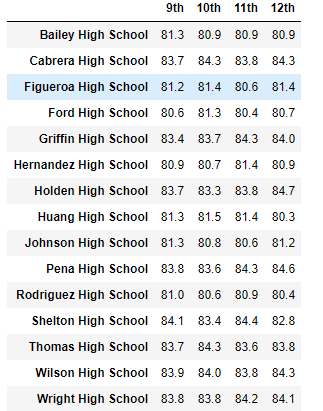 9th 10th 11th 12th
Bailey High School 81.3 80.9 80.9 80.9
Cabrera High School 83.7 84.3 83.8 84.3
Figueroa High School 81.2 81.4 80.6 81.4
Ford High School 80.6 81.3 80.4 80.7
Griffin High School 83.4 83.7 84.3 84.0
Hernandez High School 80.9 80.7 81.4 80.9
Holden High School 83.7 83.3 83.8 84.7
Huang High School 81.3 81.5 81.4 80.3
Johnson High School 81.3 80.8 80.6 81.2
Pena High School 83.8 83.6 84.3 84.6
Rodriguez High School 81.0 80.6 80.9 80.4
Shelton High School 84.1 83.4 84.4 82.8
Thomas High School 83.7 84.3 83.6 83.8
Wilson High School 83.9 84.0 83.8 84.3
Wright High School 83.8 83.8 84.2 84.1